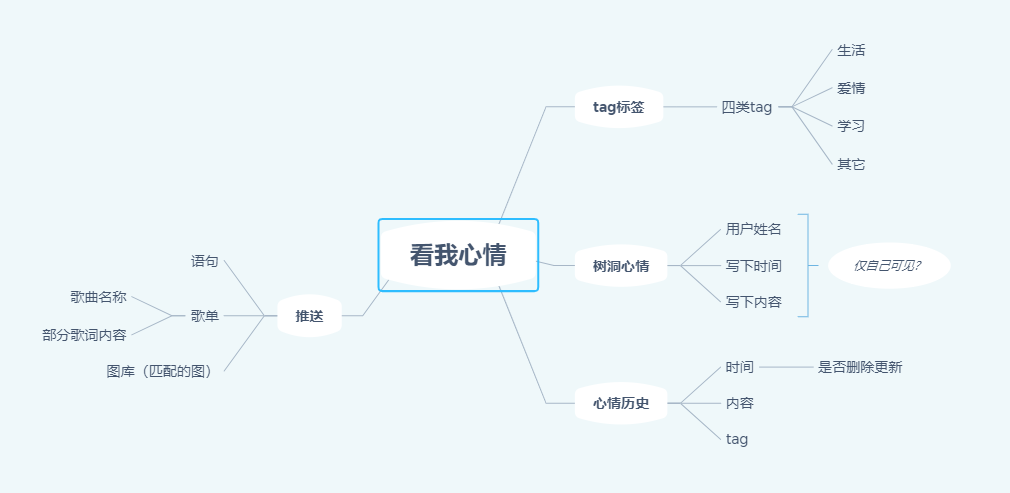 看我心情
tag标签
四类tag
生活
爱情
学习
其它
树洞心情
用户姓名
写下时间
写下内容
仅自己可见?
心情历史
时间
是否删除更新
内容
tag
推送
语句
歌单
歌曲名称
部分歌词内容
图库（匹配的图）